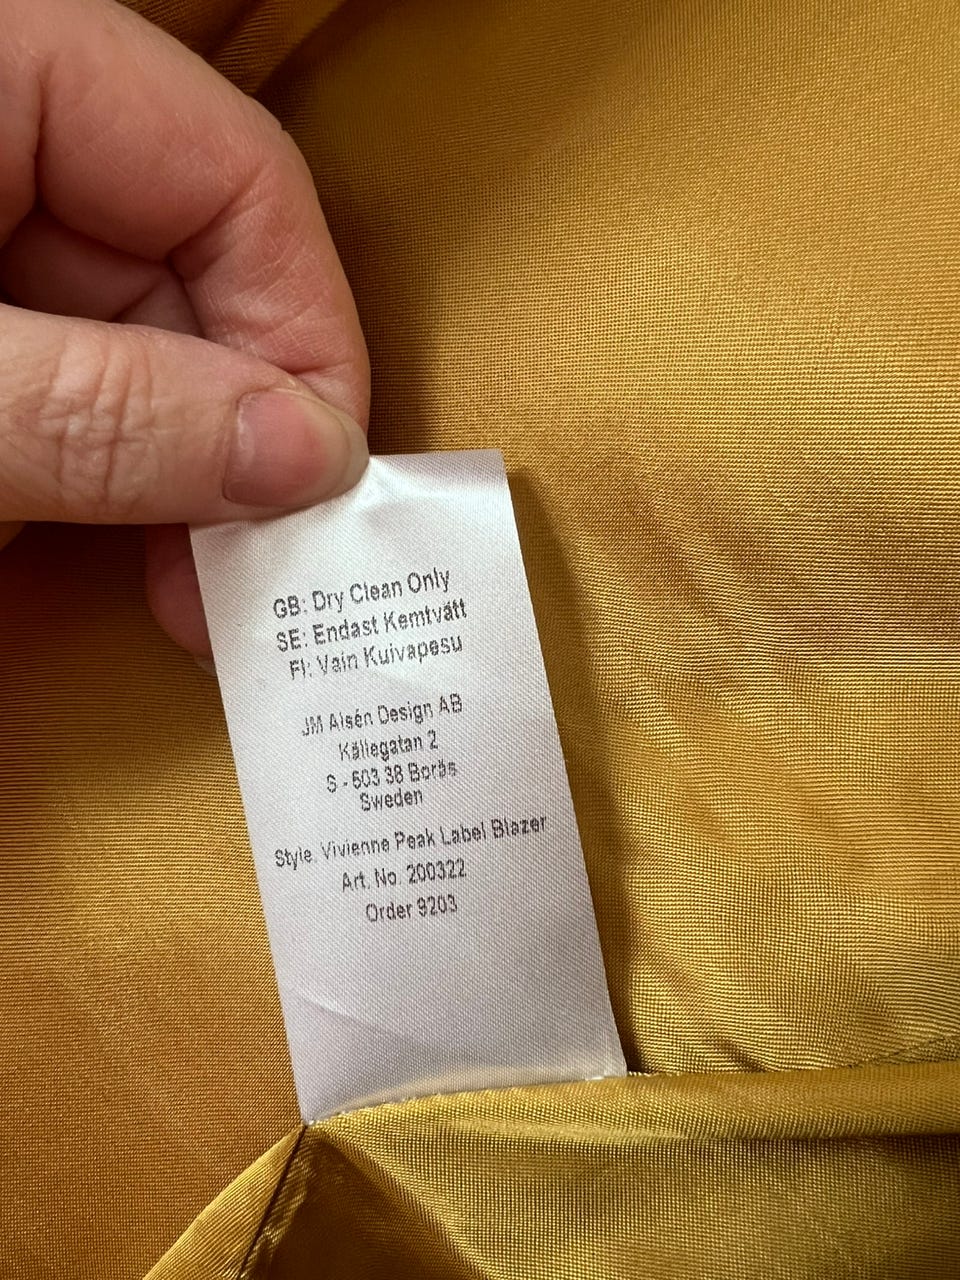 GB: Dry Clean Only
SE: Endast Kemtvätt
FI: Vain Kuivapesu
JM Alsén Design AB
Källegatan 2
S - 503 38 Borås
Sweden
Style. Vivienne Peak Label Blazer
Art. No. 200322
Order 9203